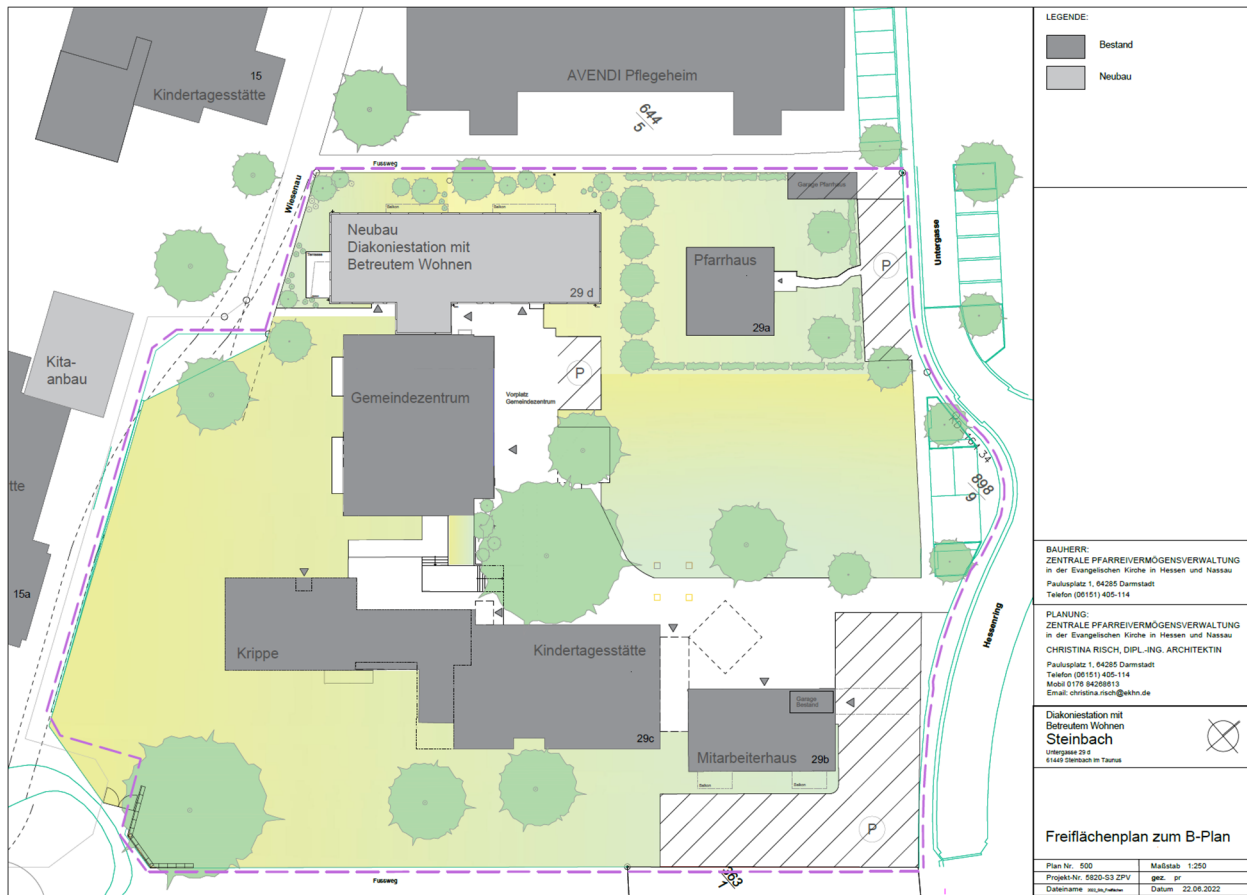 15
Kindertagesstätte
AVENDI Pflegeheim
644
5
Fussweg
Wiesenau
Garage Pfarrhaus
Balkon
Balkon
Neubau
Diakoniestation mit
Betreutem Wohnen
29 d
Terrasse
Pfarrhaus
29a
P
Untergasse
Kita-
anbau
Gemeindezentrum
Vorplatz
Gemeindezentrum
P
898
9
tte
15a
Krippe
Kindertagesstätte
29c
Hessenring
Garage
Bestand
Mitarbeiterhaus
29b
Balkon
Balkon
P
Fussweg
LEGENDE:
Bestand
Neubau
BAUHERR:
ZENTRALE PFARREIVERMÖGENSVERWALTUNG
in der Evangelischen Kirche in Hessen und Nassau
Paulusplatz 1, 64285 Darmstadt
Telefon (06151) 405-114
PLANUNG:
ZENTRALE PFARREIVERMÖGENSVERWALTUNG
in der Evangelischen Kirche in Hessen und Nassau
CHRISTINA RISCH, DIPL.-ING. ARCHITEKTIN
Paulusplatz 1, 64285 Darmstadt
Telefon (06151) 405-114
Mobil 0176 84268613
Email: christina.risch@ekhn.de
Diakoniestation mit
Betreutem Wohnen
Steinbach
Untergasse 29 d
61449 Steinbach im Taunus
Freiflächenplan zum B-Plan
Plan Nr. 500
Maßstab 1:250
Projekt-Nr. 5820-S3 ZPV
gez. pr
Dateiname
Datum 22.06.2022